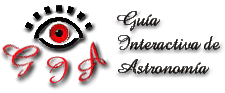 GIA
Guía
Interactiva de
Astronomía